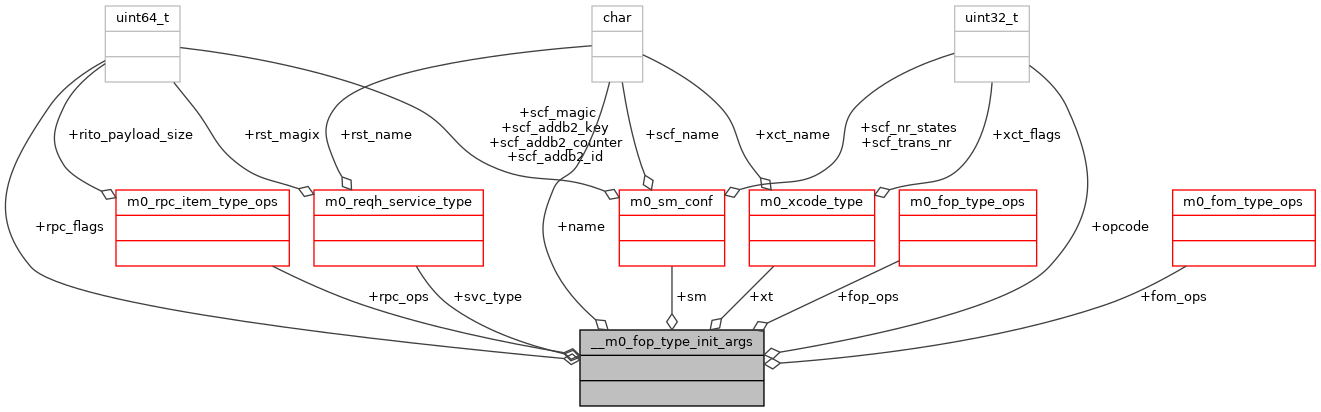 uint64_t
char
uint32_t
+scf_magic
+scf_addb2_key
+scf_addb2_counter
+scf_addb2_id
+rito_payload_size
+rst_magix
+rst_name
+scf_name
+xct_name
+scf_nr_states
+scf_trans_nr
+xct_flags
m0_rpc_item_type_ops
m0_reqh_service_type
m0_sm_conf
m0_xcode_type
m0_fop_type_ops
m0_fom_type_ops
+rpc_flags
+name
+opcode
+rpc_ops
+svc_type
+sm
+xt
+fop_ops
+fom_ops
__m0_fop_type_init_args